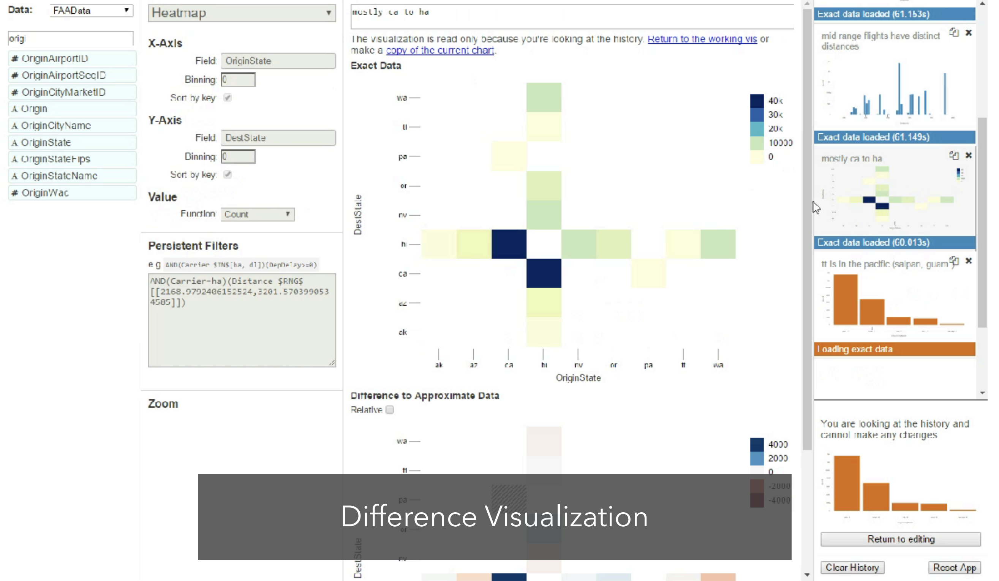 Data: FAAData
origi
# OriginAirportID
# OriginAirportSeqID
# OriginCityMarketID
A Origin
A OriginCityName
A OriginState
A OriginStateFips
A OriginStateName
# OriginWac
Heatmap
X-Axis
Field: OriginState
Binning: 0
Sort by key:
Y-Axis
Field: DestState
Binning: 0
Sort by key:
Value
Function: Count
Persistent Filters
e.g. AND(Carrier $IN$[ha, dl])(DepDelay>=0)
AND(Carrier=ha)(Distance $RNG$
[[2168.9792406152524,3201.570399053
4585]])
Zoom
mostly ca to ha
The visualization is read only because you're looking at the history. Return to the working vis or
make a copy of the current chart.
Exact Data
wa
tt
pa
or
nv
hi
ca
az
ak
DestState
ak az ca hi nv or pa tt wa
OriginState
40k
30k
20k
10000
0
Difference to Approximate Data
Relative
wa
tt
pa
or
nv
DestState
4000
2000
0
-2000
-4000
Difference Visualization
Exact data loaded (61.153s)
mid range flights have distinct
distances
Exact data loaded (61.149s)
mostly ca to ha
Exact data loaded (60.013s)
tt is in the pacific (saipan, guam
Loading exact data
You are looking at the history and
cannot make any changes
Return to editing
Clear History Reset App